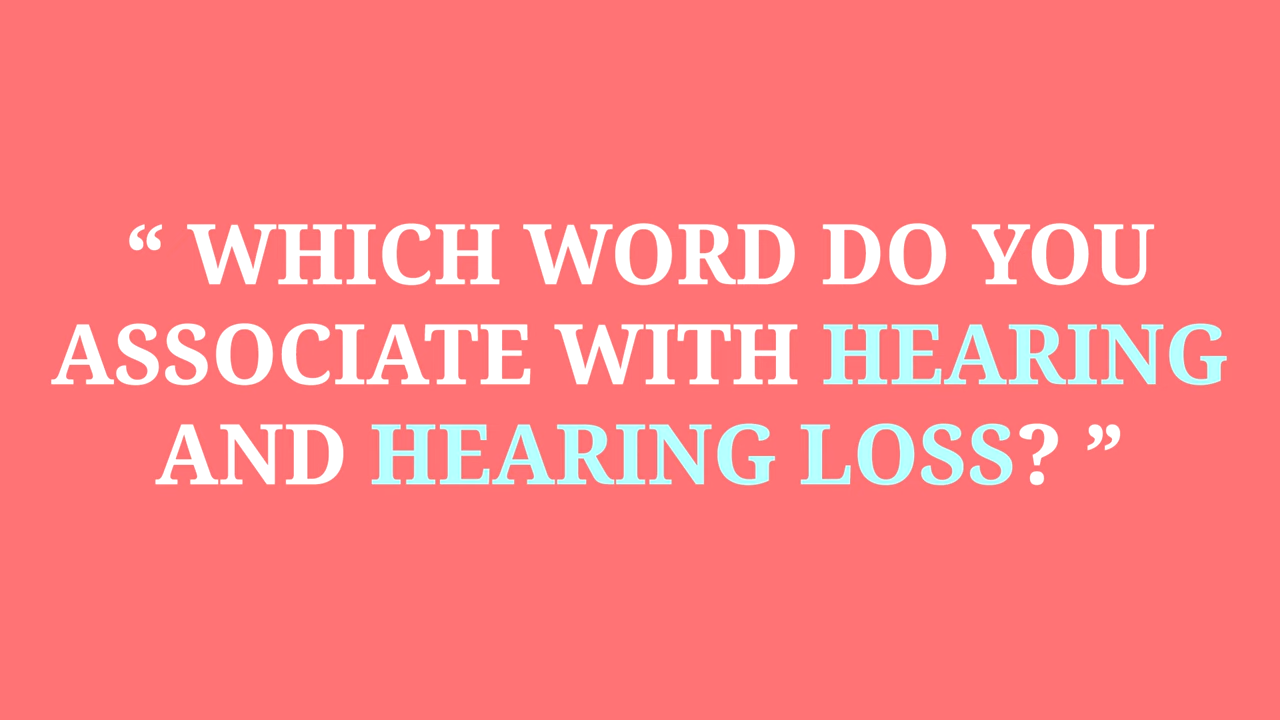 “ WHICH WORD DO YOU
ASSOCIATE WITH HEARING
AND HEARING LOSS? ”